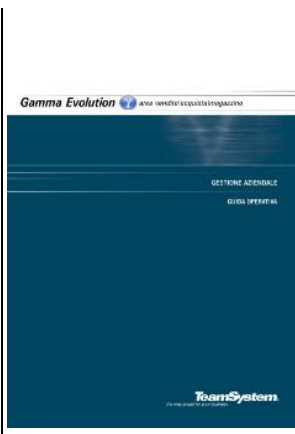 Gamma Evolution area vendite/acquisti/magazzino
GESTIONE AZIENDALE
GUIDA OPERATIVA
TeamSystem